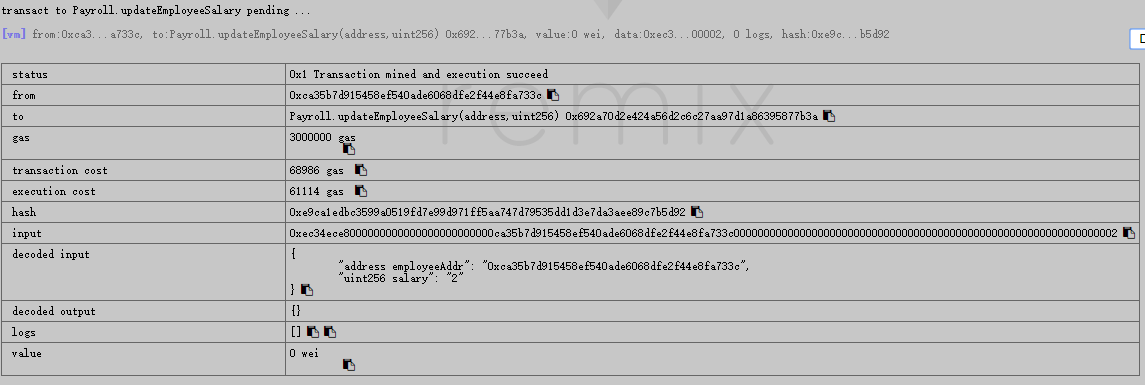 transact to Payroll.updateEmployeeSalary pending ...
[vm] from:0xca3...a733c, to:Payroll.updateEmployeeSalary(address,uint256) 0x692...77b3a, value:0 wei, data:0xec3...00002, 0 logs, hash:0xe9c...b5d92
D
remix
status 0x1 Transaction mined and execution succeed
from 0xca35b7d915458ef540ade6068dfe2f44e8fa733c
to Payroll.updateEmployeeSalary(address,uint256) 0x692a70d2e424a56d2c6c27aa97d1a86395877b3a
gas 3000000 gas
transaction cost 68986 gas
execution cost 61114 gas
hash 0xe9ca1edbc3599a0519fd7e99d971ff5aa747d79535dd1d3e7da3aee89c7b5d92
input 0xec34ece8000000000000000000000000ca35b7d915458ef540ade6068dfe2f44e8fa733c0000000000000000000000000000000000000000000000000000000000000002
decoded input {
"address employeeAddr": "0xca35b7d915458ef540ade6068dfe2f44e8fa733c",
"uint256 salary": "2"
}
decoded output {}
logs []
value 0 wei